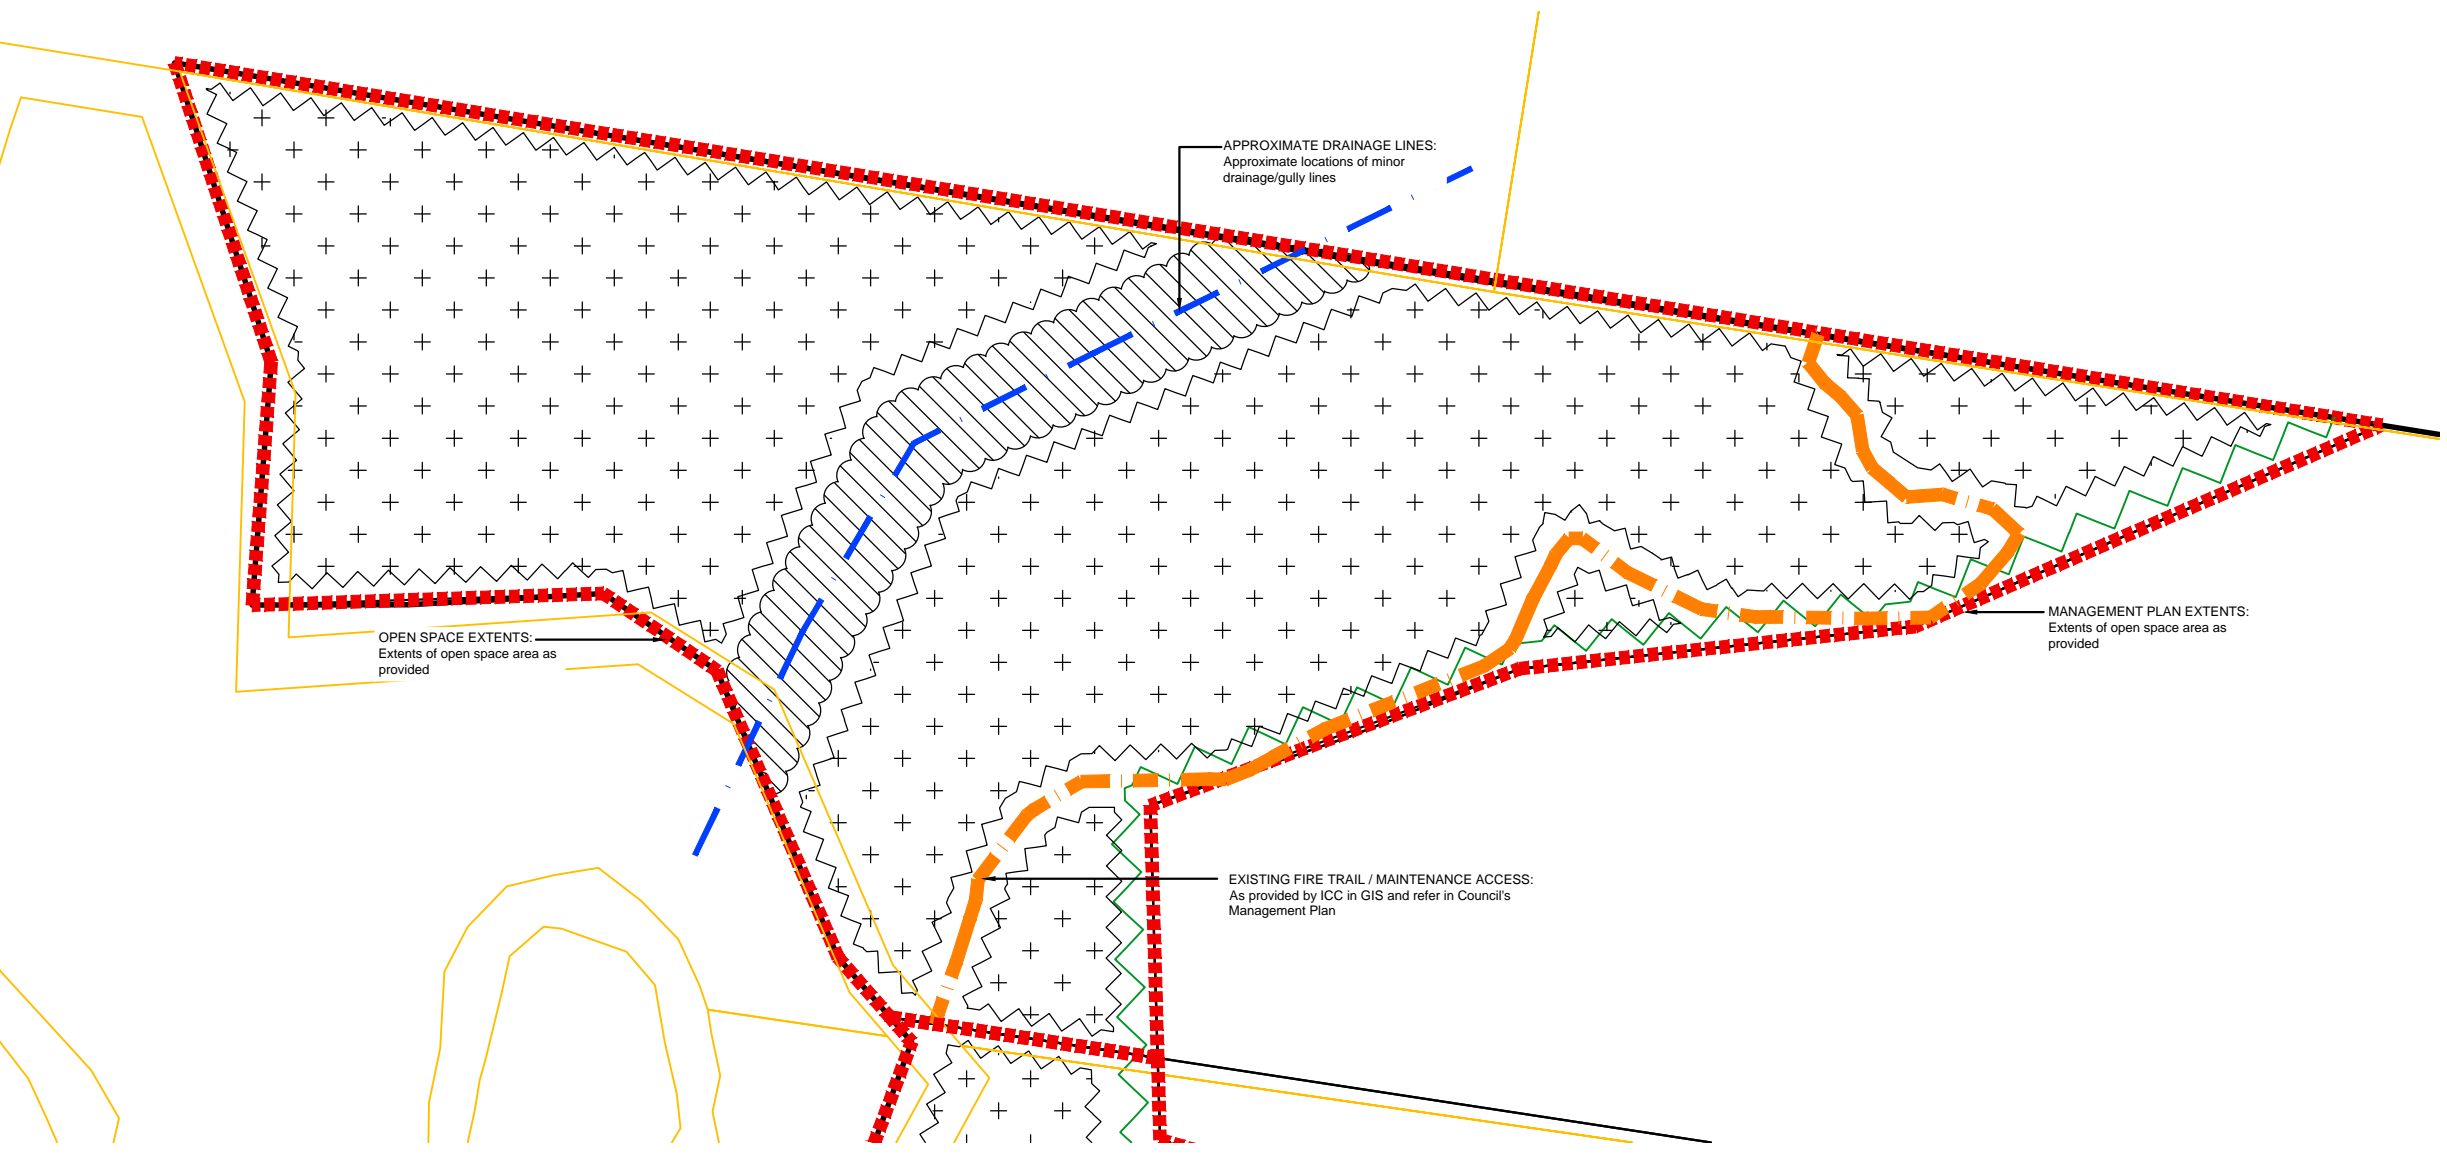 APPROXIMATE DRAINAGE LINES:
Approximate locations of minor
drainage/gully lines
OPEN SPACE EXTENTS:
Extents of open space area as
provided
MANAGEMENT PLAN EXTENTS:
Extents of open space area as
provided
EXISTING FIRE TRAIL / MAINTENANCE ACCESS:
As provided by ICC in GIS and refer in Council's
Management Plan